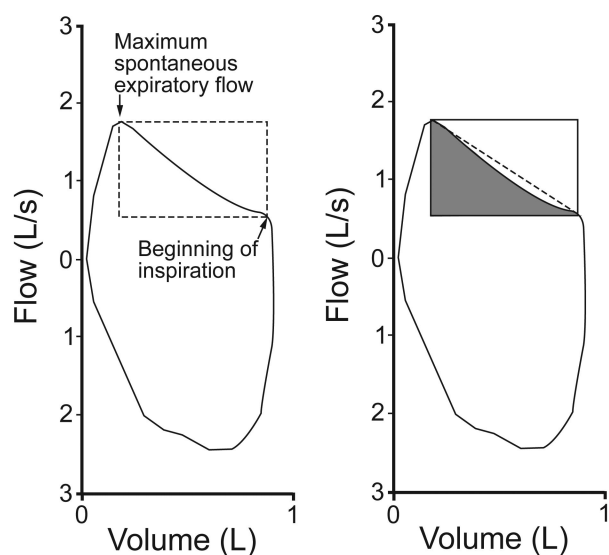 3
Maximum
spontaneous
expiratory flow
2
1
Beginning of
inspiration
0
1
2
3
Flow (L/s)
0
1
Volume (L)
3
2
1
0
1
2
3
Flow (L/s)
0
1
Volume (L)